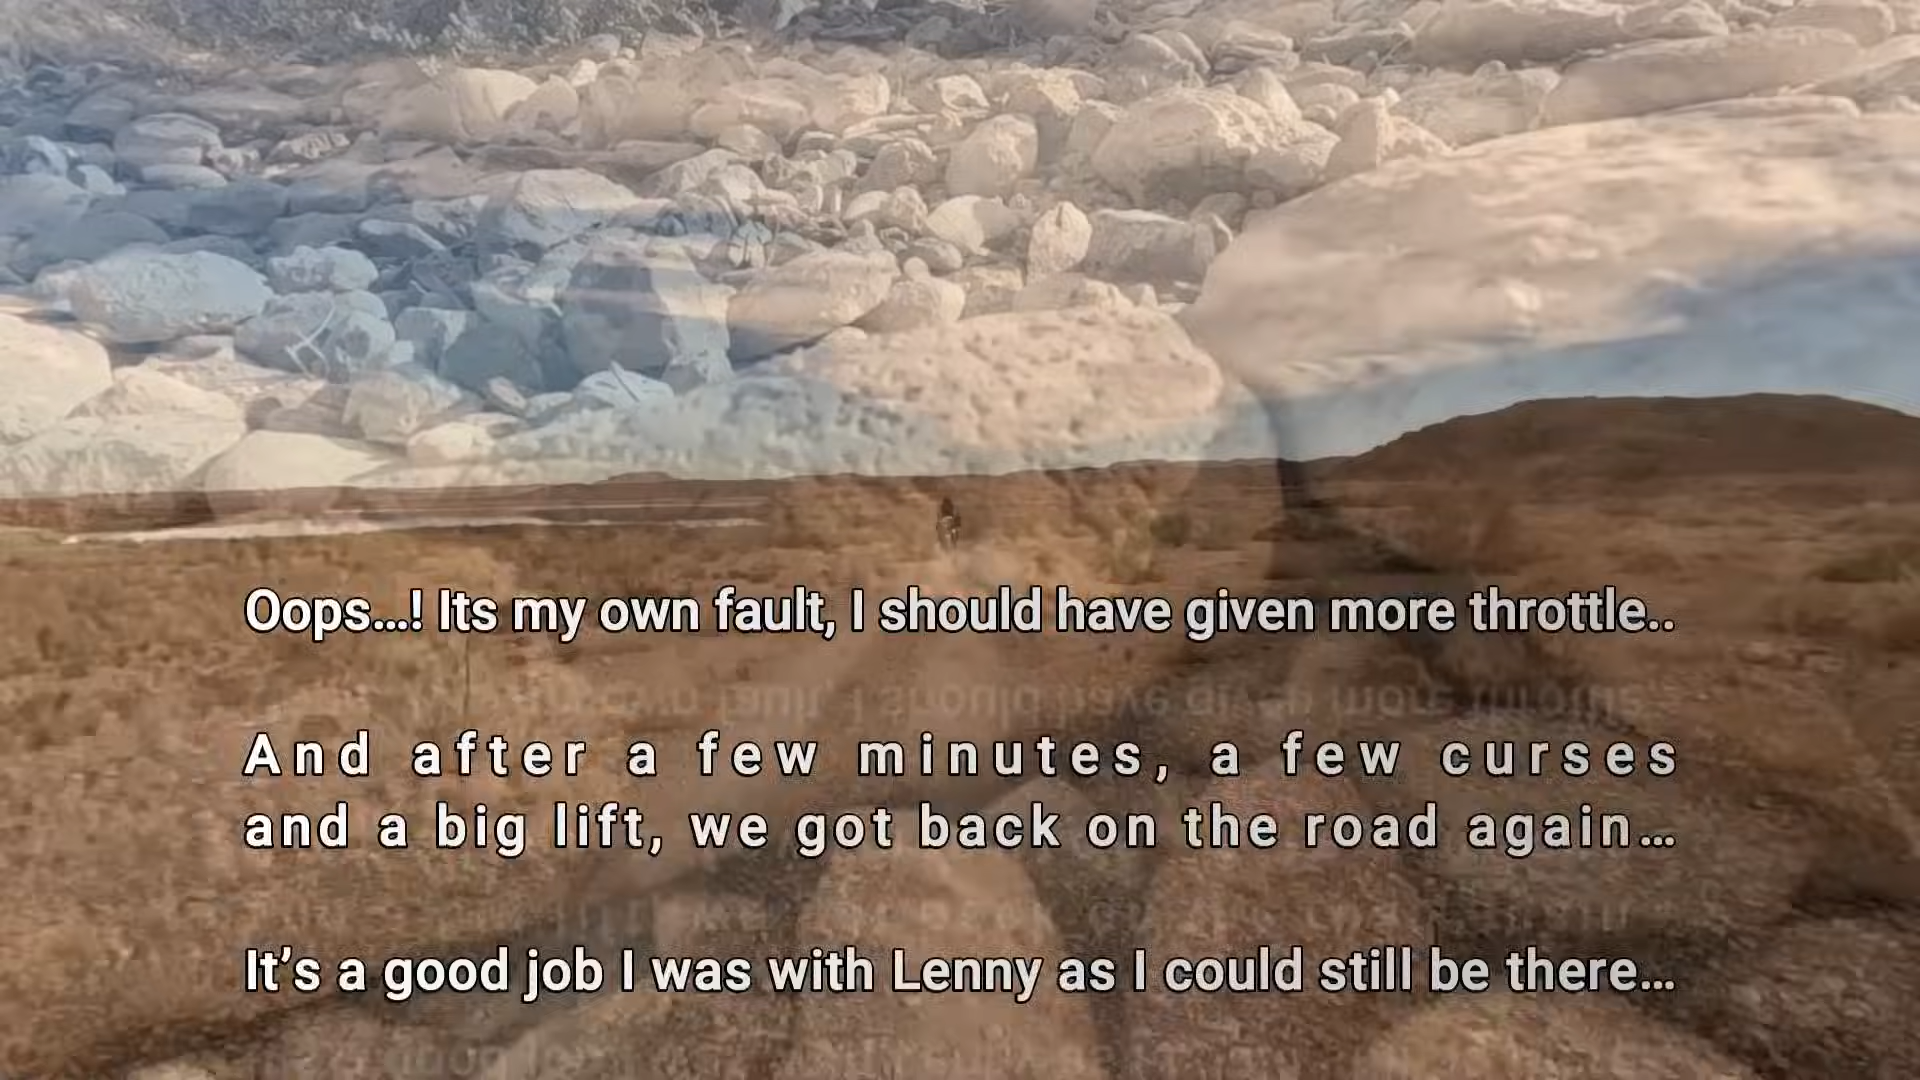 Oops...! Its my own fault, I should have given more throttle..
And after a few minutes, a few curses
and a big lift, we got back on the road again...
It’s a good job I was with Lenny as I could still be there...